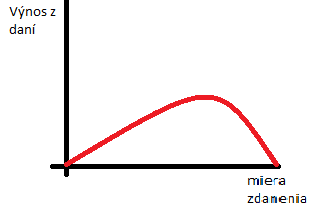 Výnos z
daní
miera
zdanenia